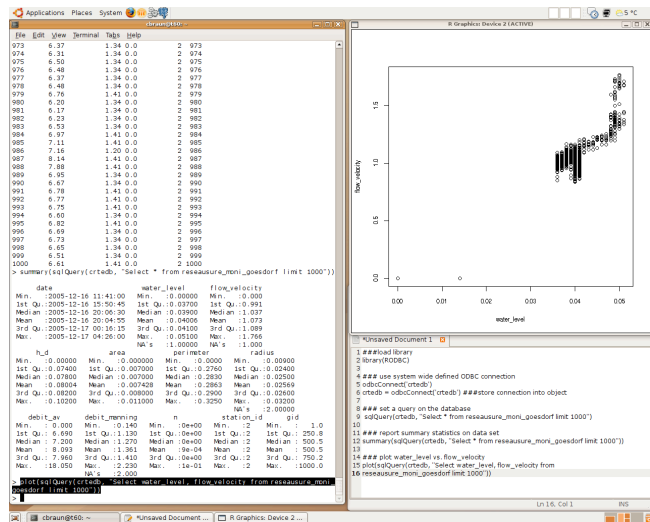 Applications Places System
5 °C
cbraun@t60: ~
File Edit View Terminal Tabs Help
973 6.37 1.34 0.0 2 973
974 6.31 1.34 0.0 2 974
975 6.50 1.34 0.0 2 975
976 6.48 1.34 0.0 2 976
977 6.37 1.34 0.0 2 977
978 6.48 1.34 0.0 2 978
979 6.76 1.41 0.0 2 979
980 6.20 1.34 0.0 2 980
981 6.17 1.34 0.0 2 981
982 6.23 1.34 0.0 2 982
983 6.53 1.34 0.0 2 983
984 6.97 1.41 0.0 2 984
985 7.11 1.41 0.0 2 985
986 7.16 1.20 0.0 2 986
987 8.14 1.41 0.0 2 987
988 7.88 1.41 0.0 2 988
989 6.95 1.34 0.0 2 989
990 6.67 1.34 0.0 2 990
991 6.78 1.41 0.0 2 991
992 6.77 1.41 0.0 2 992
993 6.75 1.41 0.0 2 993
994 6.60 1.34 0.0 2 994
995 6.82 1.41 0.0 2 995
996 6.69 1.34 0.0 2 996
997 6.73 1.34 0.0 2 997
998 6.65 1.34 0.0 2 998
999 6.51 1.34 0.0 2 999
1000 6.61 1.41 0.0 2 1000
> summary(sqlQuery(crtedb, "Select * from reseausure_moni_goesdorf limit 1000"))
date water_level flow_velocity
Min. :2005-12-16 11:41:00 Min. :0.00000 Min. :0.000
1st Qu.:2005-12-16 15:50:45 1st Qu.:0.03700 1st Qu.:0.991
Median :2005-12-16 20:06:30 Median :0.03900 Median :1.037
Mean :2005-12-16 20:04:55 Mean :0.04006 Mean :1.073
3rd Qu.:2005-12-17 00:16:15 3rd Qu.:0.04100 3rd Qu.:1.089
Max. :2005-12-17 04:26:00 Max. :0.05100 Max. :1.766
NA's :1.00000 NA's :1.000
h_d area perimeter radius
Min. :0.00000 Min. :0.000000 Min. :0.0000 Min. :0.00900
1st Qu.:0.07400 1st Qu.:0.007000 1st Qu.:0.2760 1st Qu.:0.02400
Median :0.07800 Median :0.007000 Median :0.2830 Median :0.02500
Mean :0.08004 Mean :0.007428 Mean :0.2863 Mean :0.02569
3rd Qu.:0.08200 3rd Qu.:0.008000 3rd Qu.:0.2910 3rd Qu.:0.02600
Max. :0.10200 Max. :0.011000 Max. :0.3250 Max. :0.03200
NA's :2.00000
debit_av debit_manning n station_id gid
Min. : 0.000 Min. :0.140 Min. :0e+00 Min. :2 Min. : 1.0
1st Qu.: 6.690 1st Qu.:1.130 1st Qu.:0e+00 1st Qu.:2 1st Qu.: 250.8
Median : 7.200 Median :1.270 Median :0e+00 Median :2 Median : 500.5
Mean : 8.093 Mean :1.361 Mean :9e-04 Mean :2 Mean : 500.5
3rd Qu.: 7.960 3rd Qu.:1.410 3rd Qu.:0e+00 3rd Qu.:2 3rd Qu.: 750.2
Max. :18.050 Max. :2.230 Max. :1e-01 Max. :2 Max. :1000.0
NA's :2.000
> plot(sqlQuery(crtedb, "Select water_level, flow_velocity from reseausure_moni_
goesdorf limit 1000"))
>
R Graphics: Device 2 (ACTIVE)
flow_velocity
1.5
1.0
0.5
0
0.00 0.01 0.02 0.03 0.04 0.05
water_level
*Unsaved Document 1
1 ###load library
2 library(RODBC)
3
4 ### use system wide defined ODBC connection
5 odbcConnect('crtedb')
6 crtedb = odbcConnect('crtedb') ###store connection into object
7
8 ### set a query on the database
9 sqlQuery(crtedb, "Select * from reseausure_moni_goesdorf limit 1000")
10
11 ### report summary statistics on data set
12 summary(sqlQuery(crtedb, "Select * from reseausure_moni_goesdorf limit 1000"))
13
14 ### plot water_level vs. flow_velocity
15 plot(sqlQuery(crtedb, "Select water_level, flow_velocity from
16 reseausure_moni_goesdorf limit 1000"))
Ln 16, Col 1 INS
cbraun@t60: ~ *Unsaved Document ... R Graphics: Device 2 ...